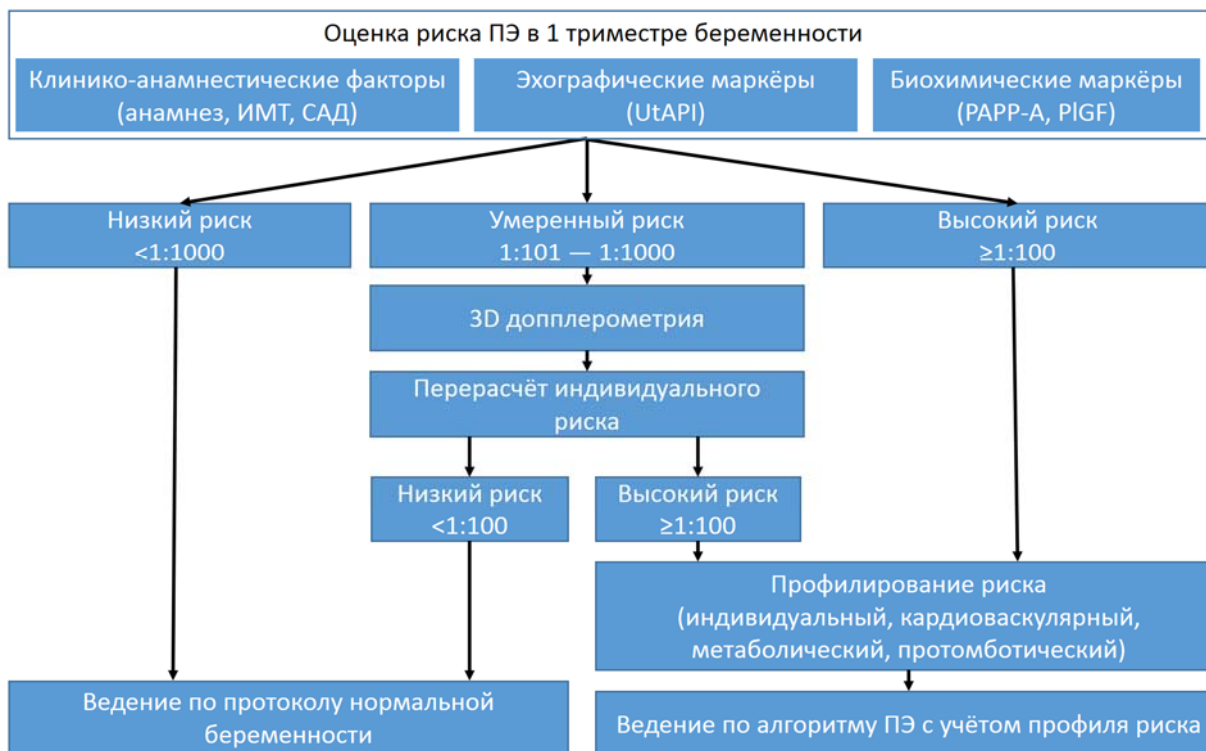 Оценка риска ПЭ в 1 триместре беременности
Клинико-анамнестические факторы
(анамнез, ИМТ, САД)
Эхографические маркёры
(UtAPI)
Биохимические маркёры
(PAPP-A, PlGF)
Низкий риск
<1:1000
Умеренный риск
1:101 — 1:1000
Высокий риск
≥1:100
3D допплерометрия
Перерасчёт индивидуального
риска
Низкий риск
<1:100
Высокий риск
≥1:100
Профилирование риска
(индивидуальный, кардиоваскулярный,
метаболический, протомботический)
Ведение по протоколу нормальной
беременности
Ведение по алгоритму ПЭ с учётом профиля риска